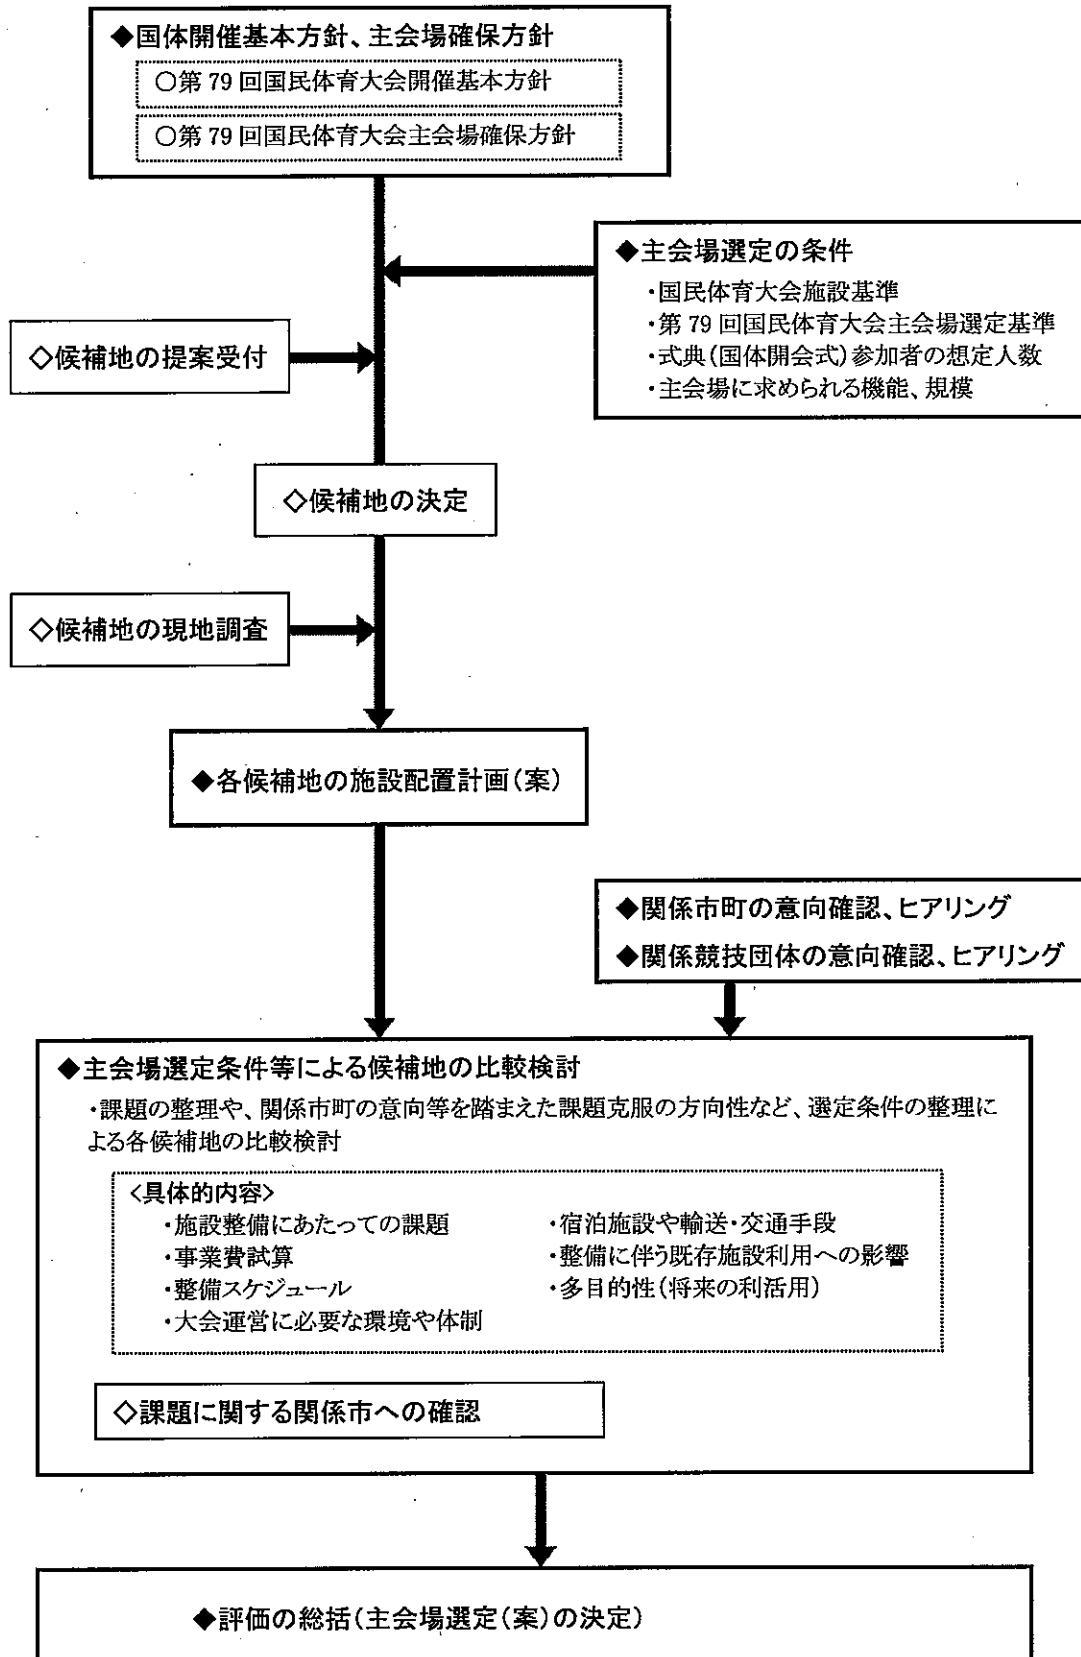 ◆国体開催基本方針、主会場確保方針
○第 79 回国民体育大会開催基本方針
○第 79 回国民体育大会主会場確保方針
◆主会場選定の条件
・国民体育大会施設基準
・第 79 回国民体育大会主会場選定基準
・式典(国体開会式)参加者の想定人数
・主会場に求められる機能、規模
◇候補地の提案受付
◇候補地の決定
◇候補地の現地調査
◆各候補地の施設配置計画(案)
◆関係市町の意向確認、ヒアリング
◆関係競技団体の意向確認、ヒアリング
◆主会場選定条件等による候補地の比較検討
・課題の整理や、関係市町の意向等を踏まえた課題克服の方向性など、選定条件の整理に
よる各候補地の比較検討
<具体的内容>
・施設整備にあたっての課題
・事業費試算
・整備スケジュール
・大会運営に必要な環境や体制
・宿泊施設や輸送・交通手段
・整備に伴う既存施設利用への影響
・多目的性(将来の利活用)
◇課題に関する関係市への確認
◆評価の総括(主会場選定(案)の決定)